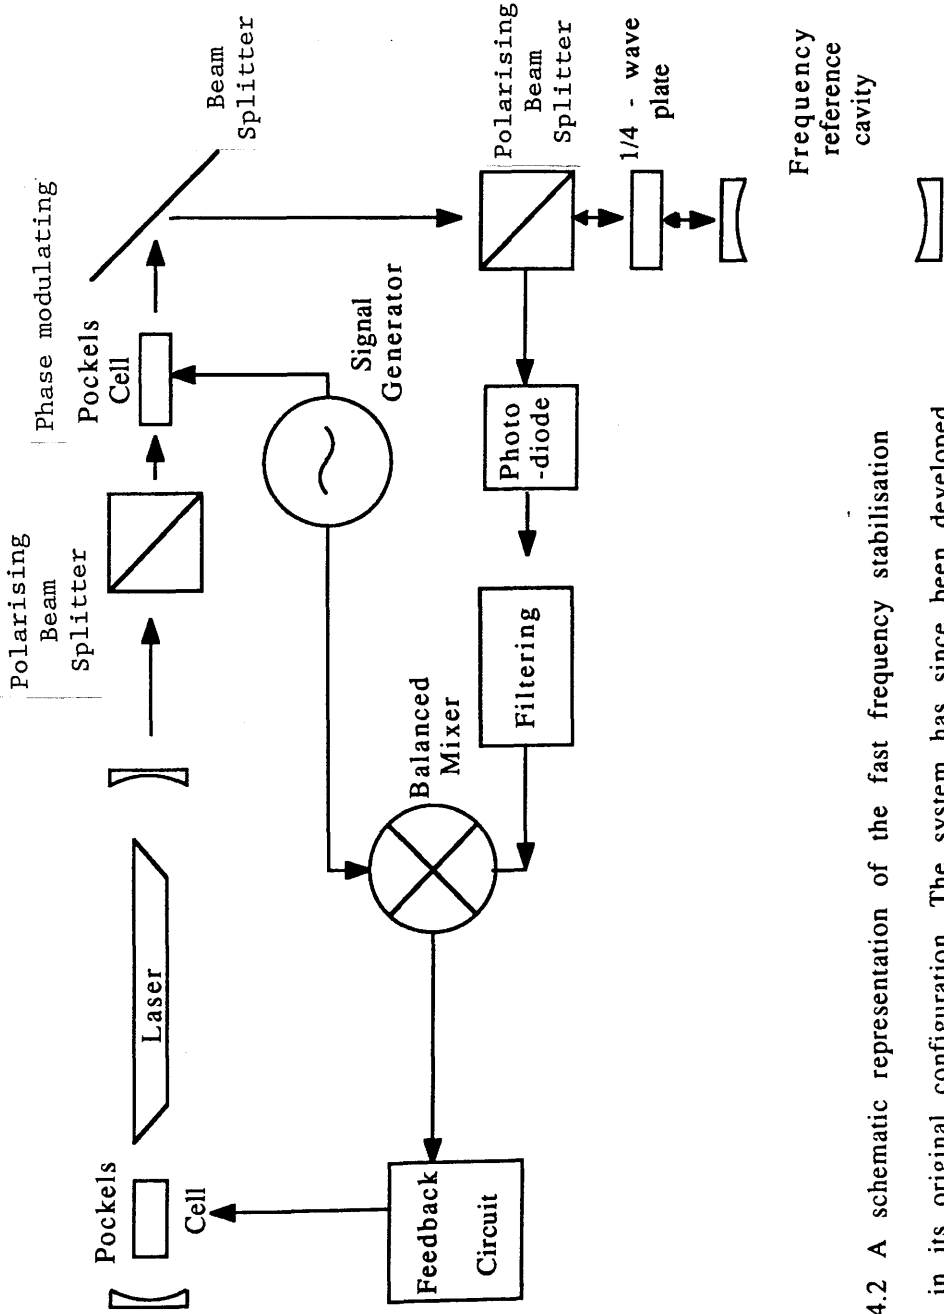 Polarising
Beam
Splitter
Phase modulating
Pockels
Cell
Beam
Splitter
Pockels
Cell
Laser
Signal
Generator
Polarising
Beam
Splitter
1/4 - wave
plate
Frequency
reference
cavity
Photo
-diode
Filtering
Balanced
Mixer
Feedback
Circuit
4.2 A schematic representation of the fast frequency stabilisation
in its original configuration. The system has since been developed